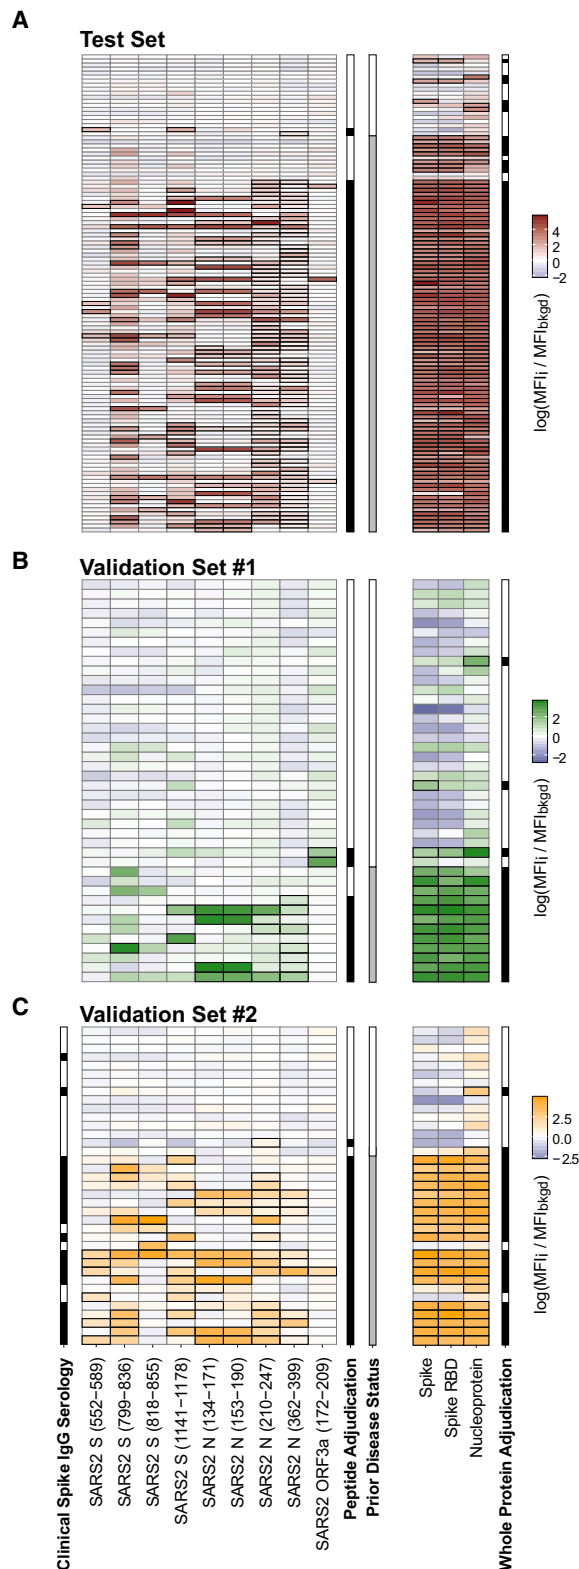 A
Test Set
4
2
0
−2
log(MFIi / MFIbkgd)
B
Validation Set #1
2
0
−2
log(MFIi / MFIbkgd)
C
Validation Set #2
2.5
0.0
−2.5
log(MFIi / MFIbkgd)
Clinical Spike IgG Serology
SARS2 S (552−589)
SARS2 S (799−836)
SARS2 S (818−855)
SARS2 S (1141−1178)
SARS2 N (134−171)
SARS2 N (153−190)
SARS2 N (210−247)
SARS2 N (362−399)
SARS2 ORF3a (172−209)
Peptide Adjudication
Prior Disease Status
Spike
Spike RBD
Nucleoprotein
Whole Protein Adjudication